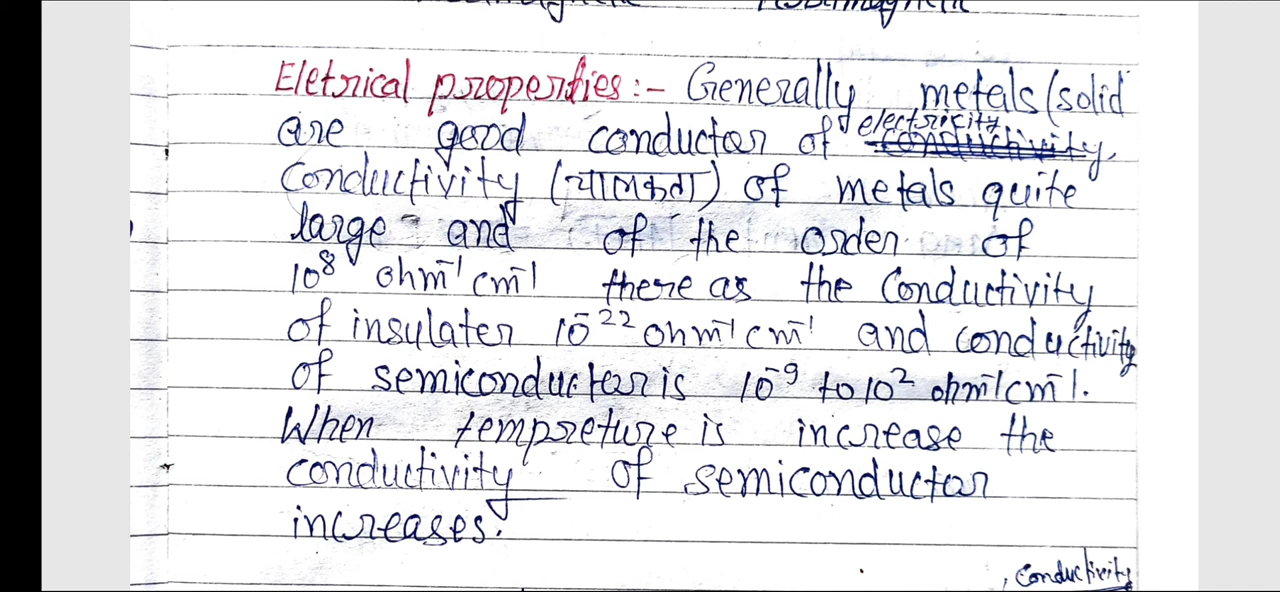 Eletrical properties :- Generally metals (solid
are good conductor of electricity
Conductivity (चालकता) of metals quite
large and of the order of
10⁸ ohm⁻¹ cm⁻¹ there as the Conductivity
of insulater 10⁻²² ohm⁻¹ cm⁻¹ and conductivity
of semiconductor is 10⁻⁹ to 10² ohm⁻¹ cm⁻¹.
When tempreture is increase the
conductivity of semiconductor
increases.
, Conductivity